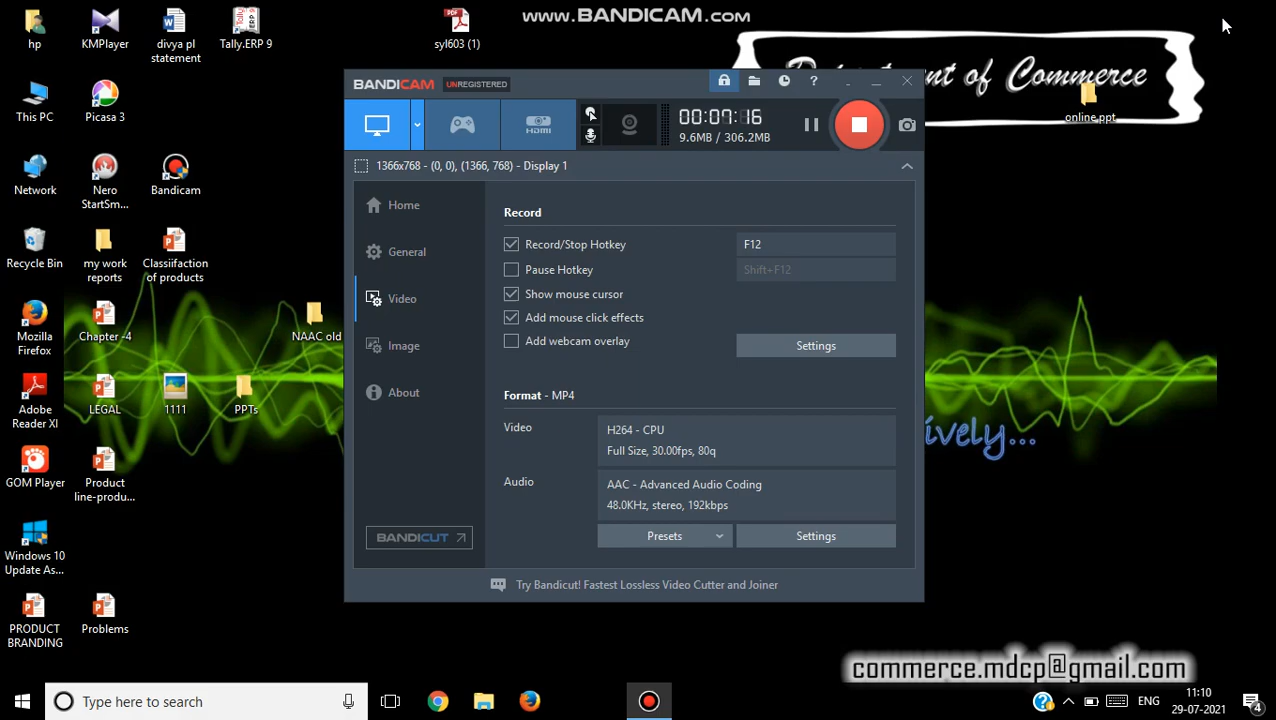 www.BANDICAM.com
hp
KMPlayer
divya pl
statement
Tally.ERP 9
syl603 (1)
This PC
Picasa 3
Network
Nero
StartSm...
Bandicam
Recycle Bin
my work
reports
Classiifaction
of products
Mozilla
Firefox
Chapter -4
NAAC old
Adobe
Reader XI
LEGAL
1111
PPTs
GOM Player
Product
line-produ...
Windows 10
Update As...
PRODUCT
BRANDING
Problems
Department of Commerce
online.ppt
BANDICAM UNREGISTERED
HDMI
00:07:16
9.6MB / 306.2MB
1366x768 - (0, 0), (1366, 768) - Display 1
Home
General
Video
Image
About
BANDICUT
Record
Record/Stop Hotkey F12
Pause Hotkey Shift+F12
Show mouse cursor
Add mouse click effects
Add webcam overlay Settings
Format - MP4
Video
H264 - CPU
Full Size, 30.00fps, 80q
Audio
AAC - Advanced Audio Coding
48.0KHz, stereo, 192kbps
Presets Settings
Try Bandicut! Fastest Lossless Video Cutter and Joiner
ively...
commerce.mdcp@gmail.com
Type here to search
ENG
11:10
29-07-2021
4